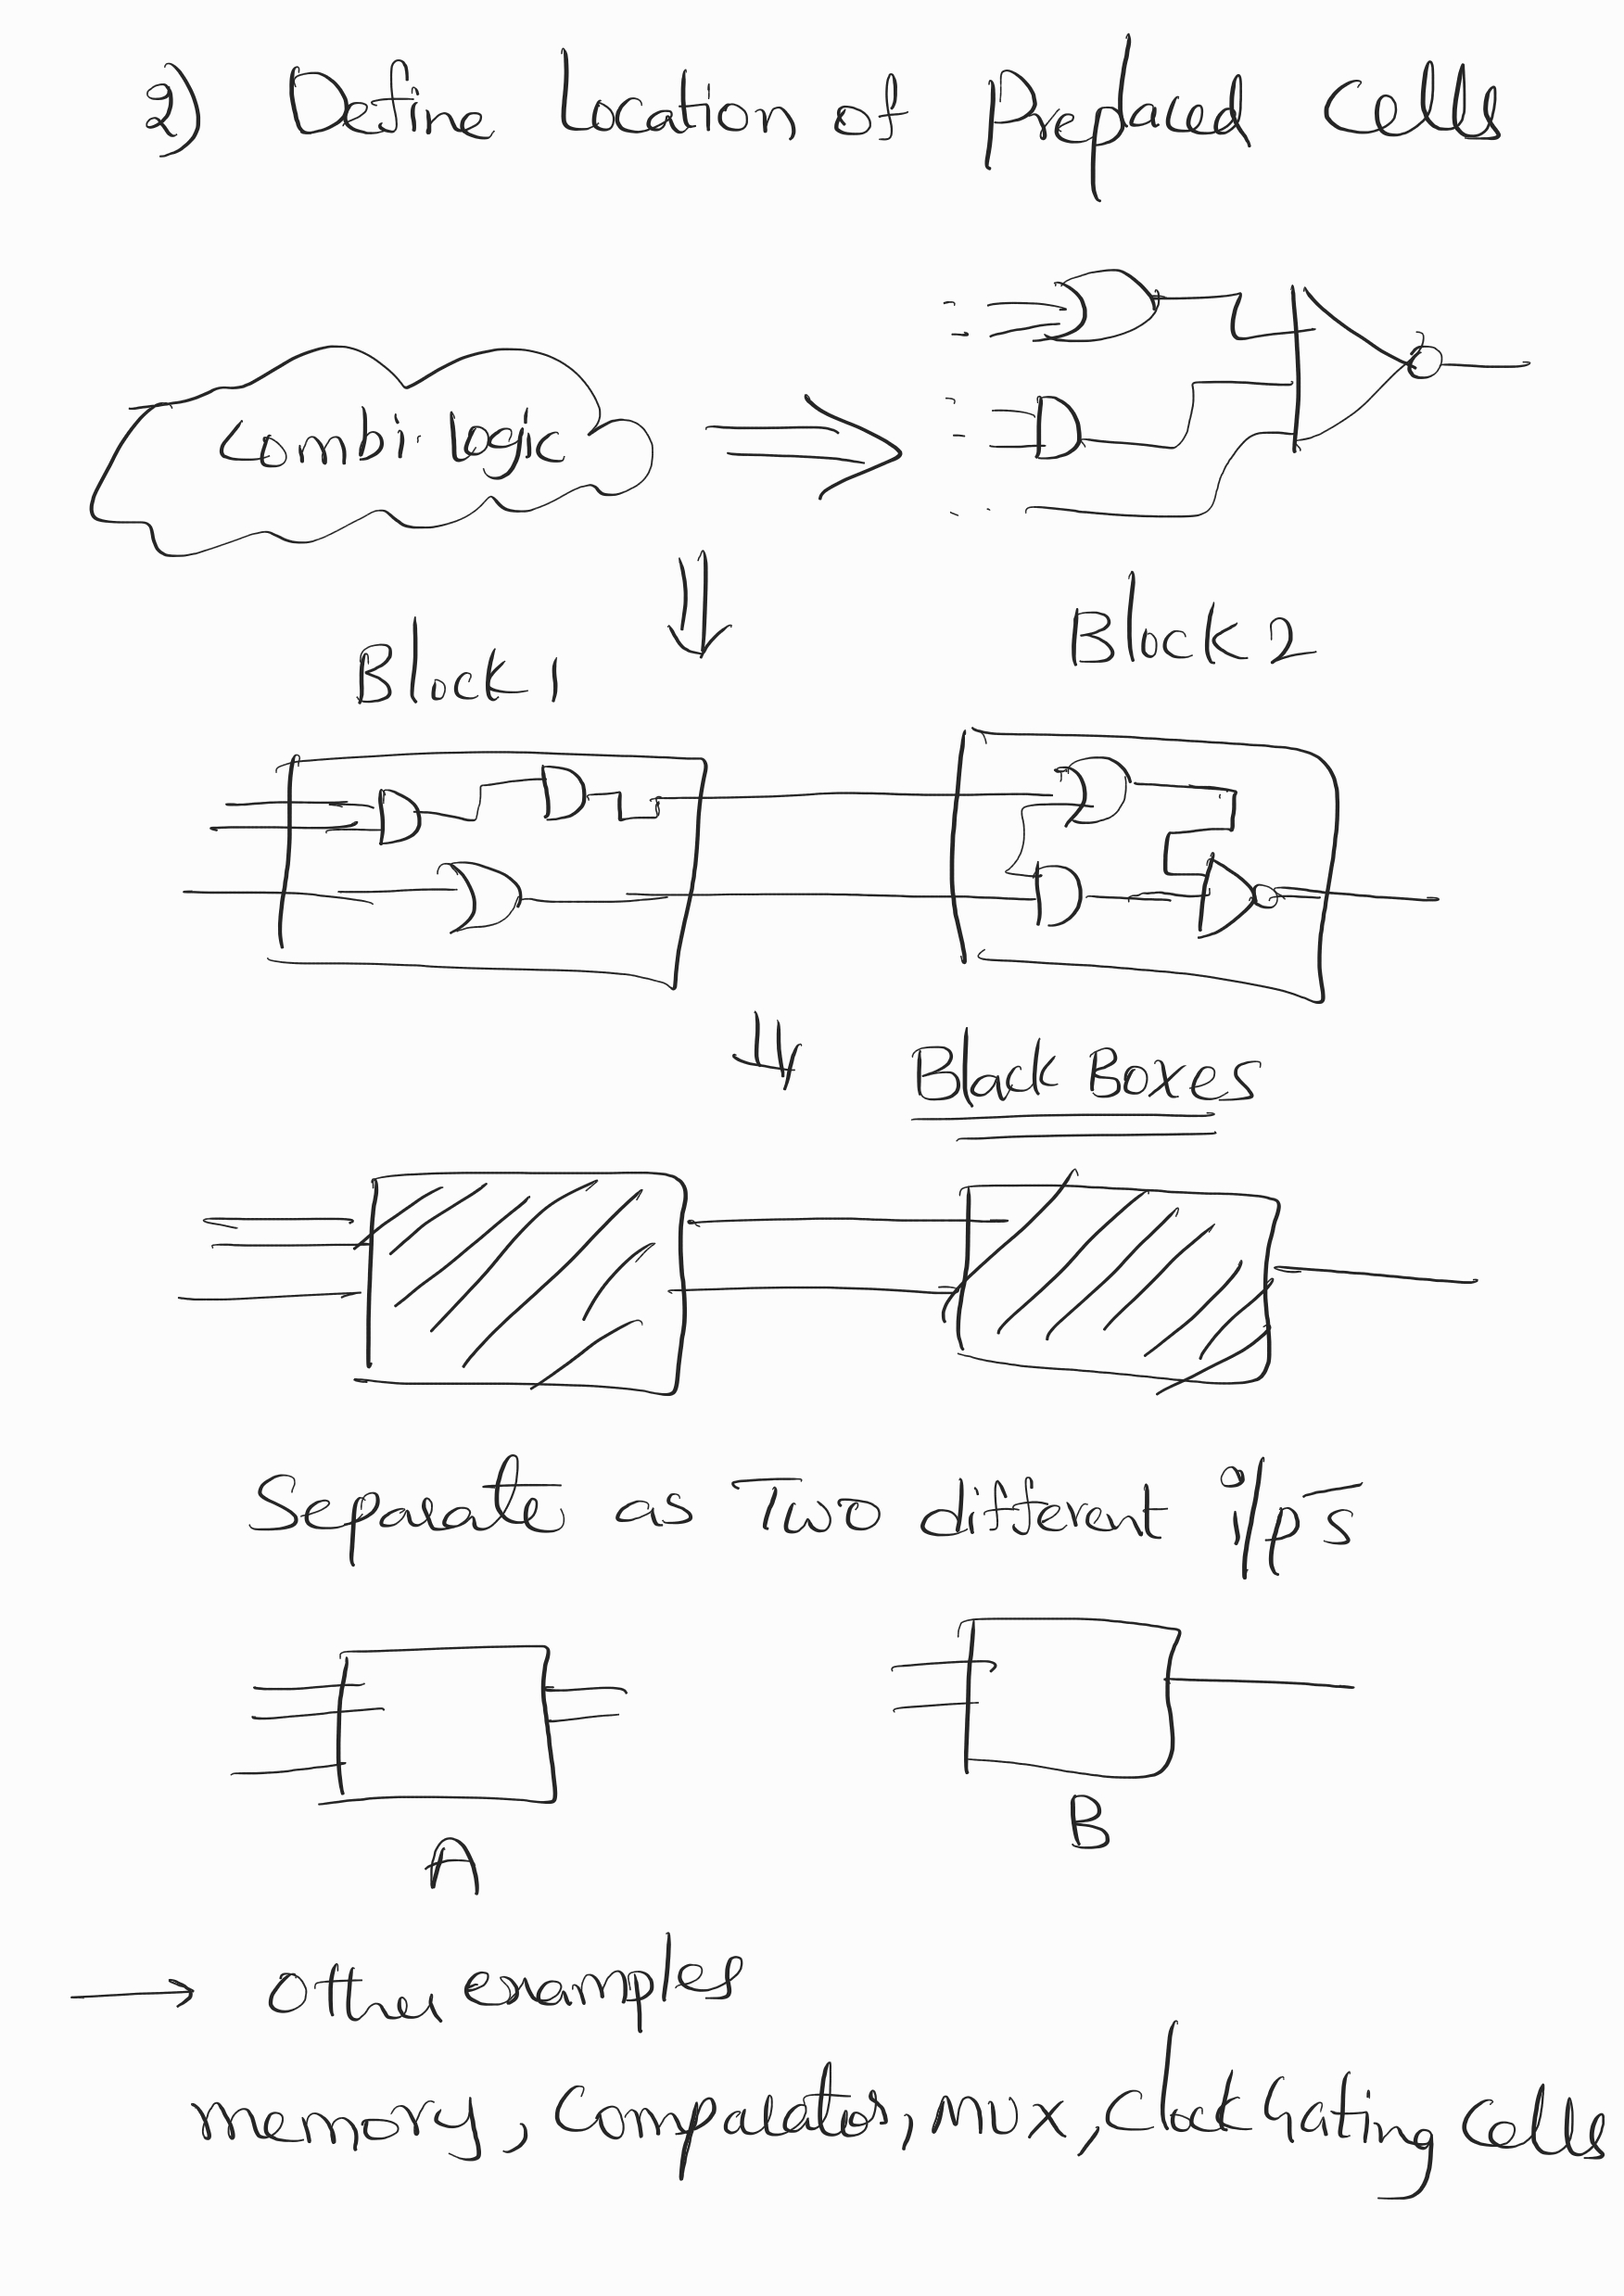 2) Define Location of Preplaced Cells
Combi. Logic
Block 1
Block 2
Black Boxes
Separate as Two different i/p's
A
B
Other examples
memory, Comparator, MUX, Clock Gating Cells